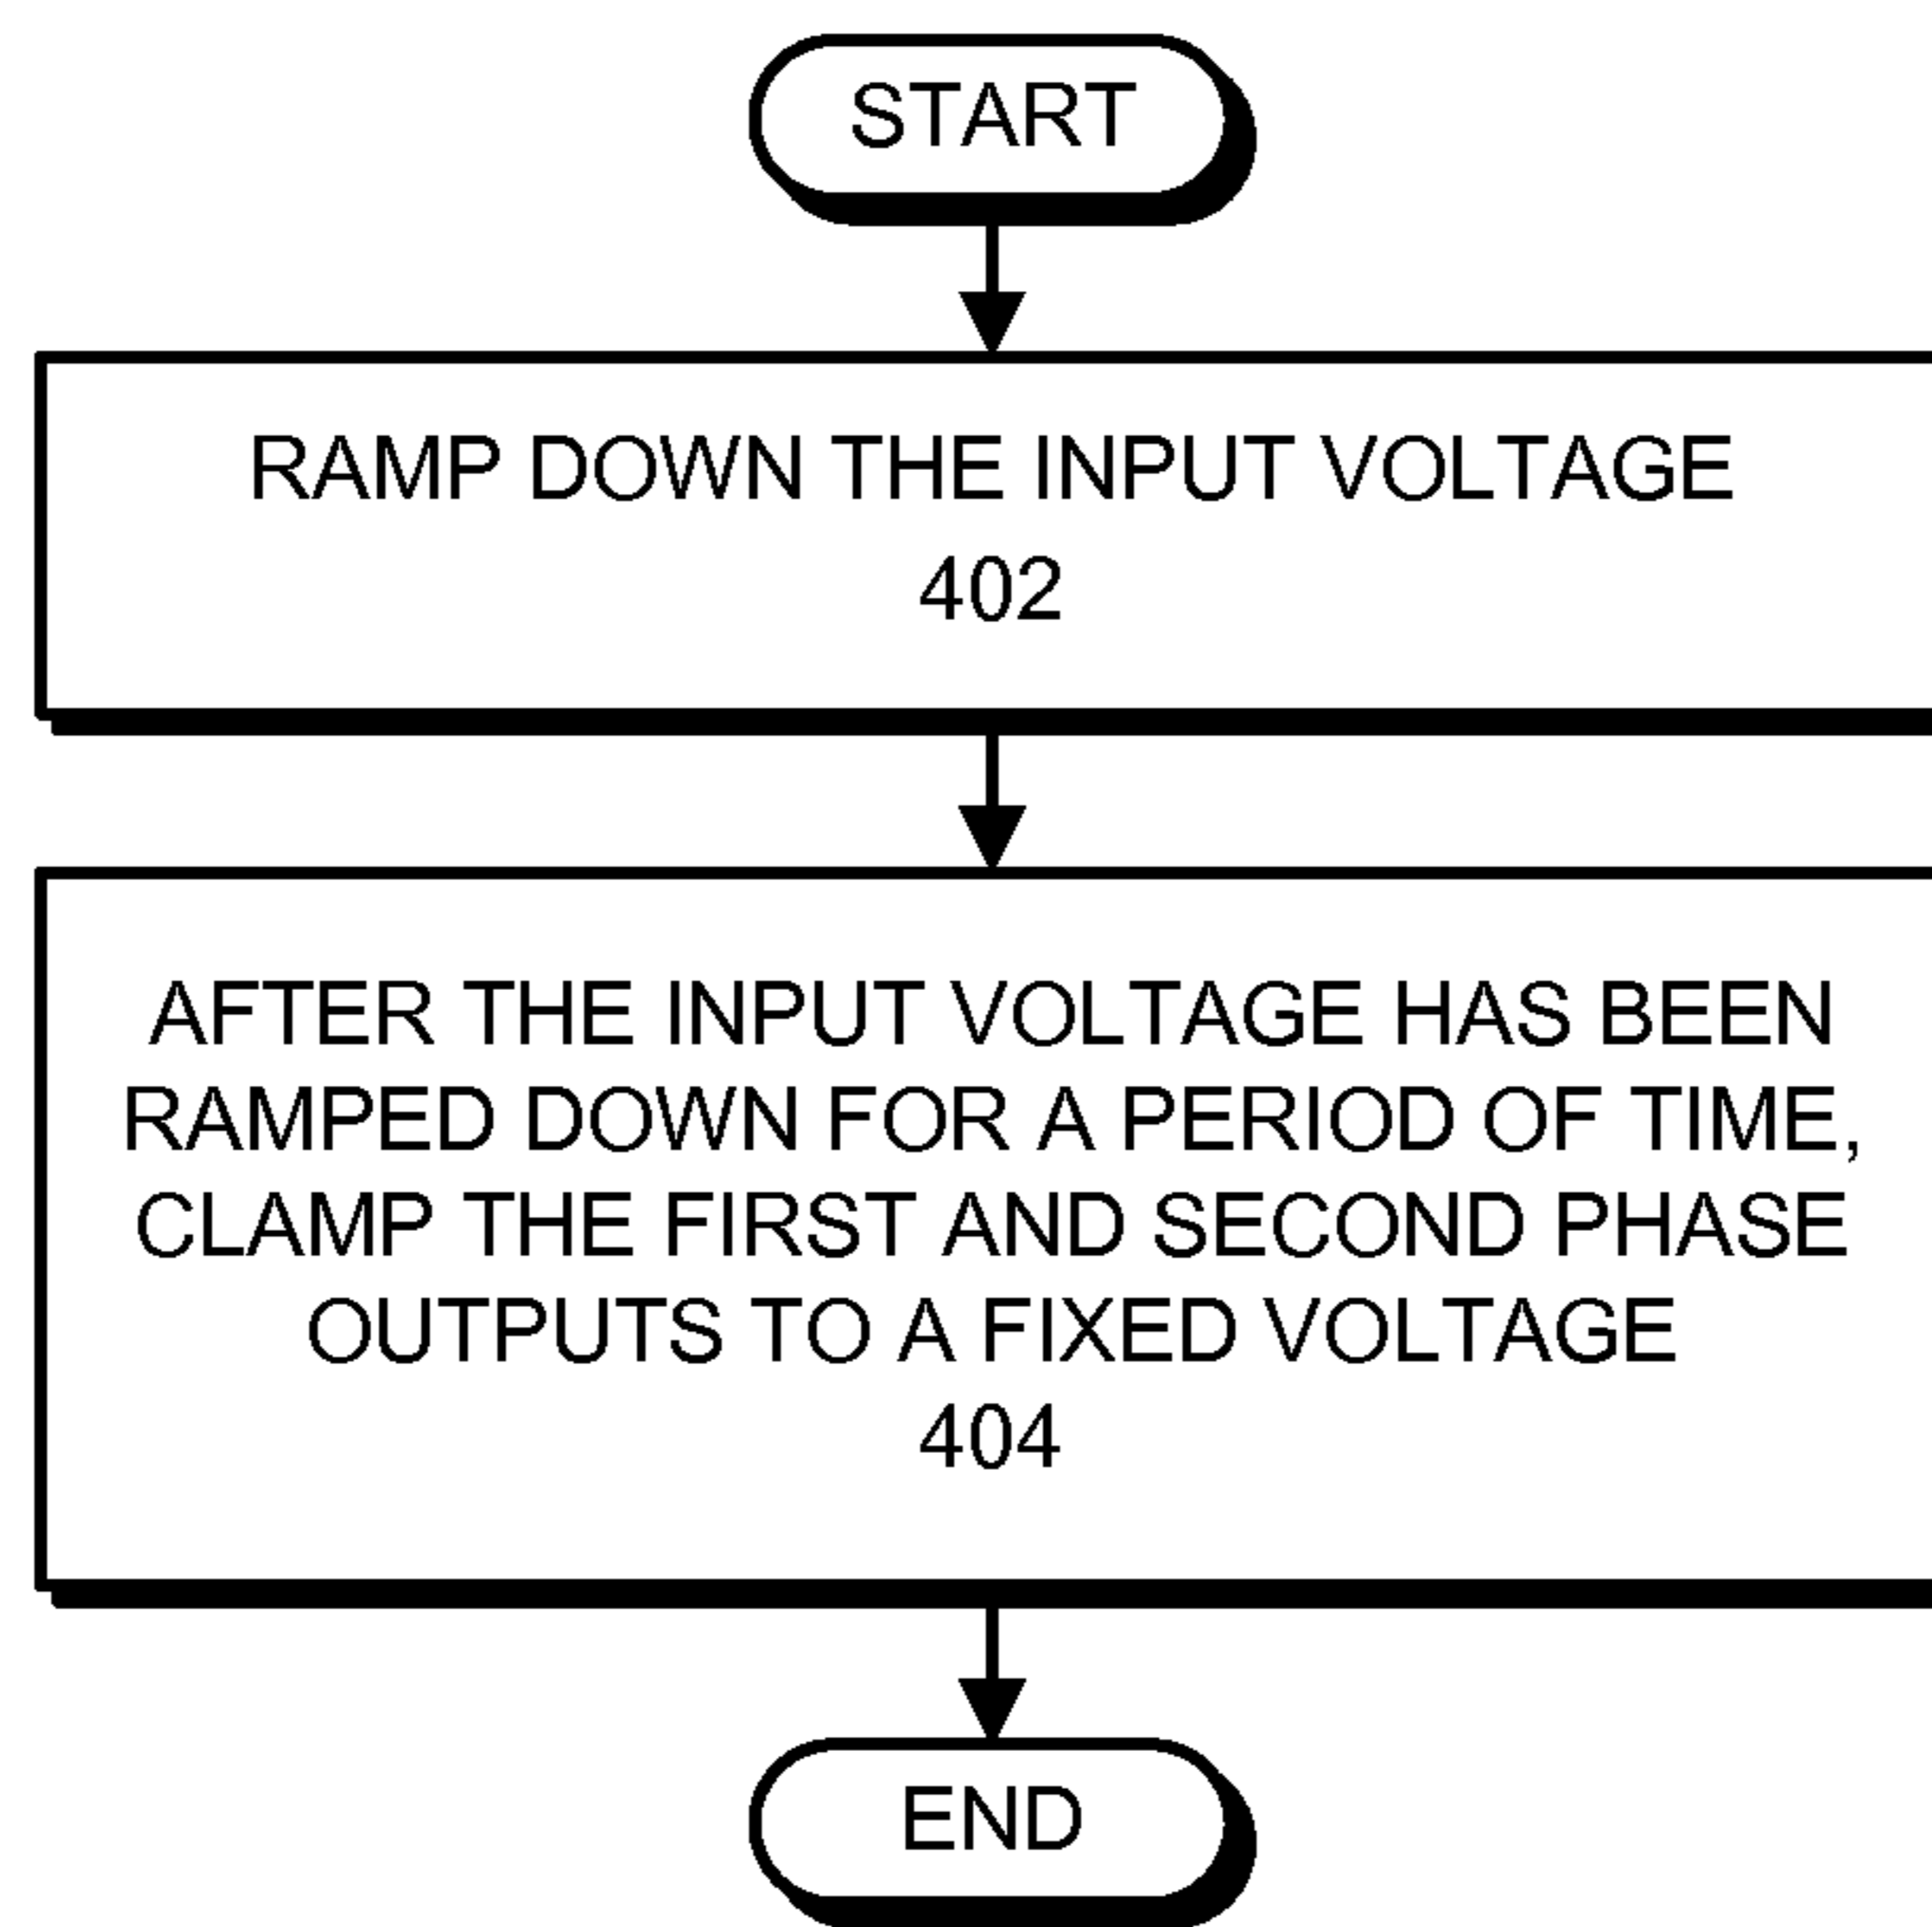 START
RAMP DOWN THE INPUT VOLTAGE
402
AFTER THE INPUT VOLTAGE HAS BEEN
RAMPED DOWN FOR A PERIOD OF TIME,
CLAMP THE FIRST AND SECOND PHASE
OUTPUTS TO A FIXED VOLTAGE
404
END